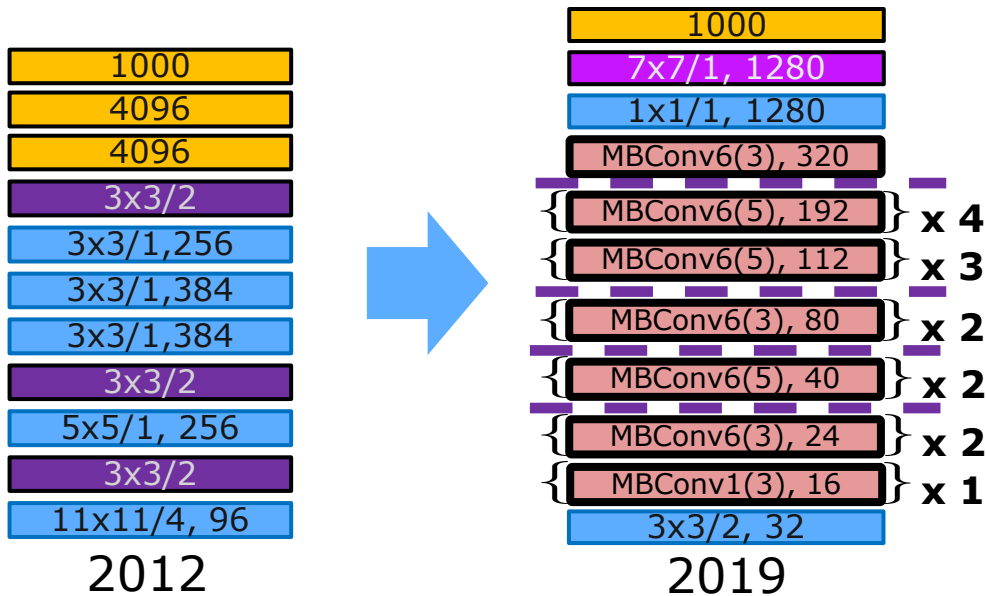 1000
4096
4096
3x3/2
3x3/1,256
3x3/1,384
3x3/1,384
3x3/2
5x5/1, 256
3x3/2
11x11/4, 96
2012
1000
7x7/1, 1280
1x1/1, 1280
MBConv6(3), 320
{ MBConv6(5), 192 } x 4
{ MBConv6(5), 112 } x 3
{ MBConv6(3), 80 } x 2
{ MBConv6(5), 40 } x 2
{ MBConv6(3), 24 } x 2
{ MBConv1(3), 16 } x 1
3x3/2, 32
2019